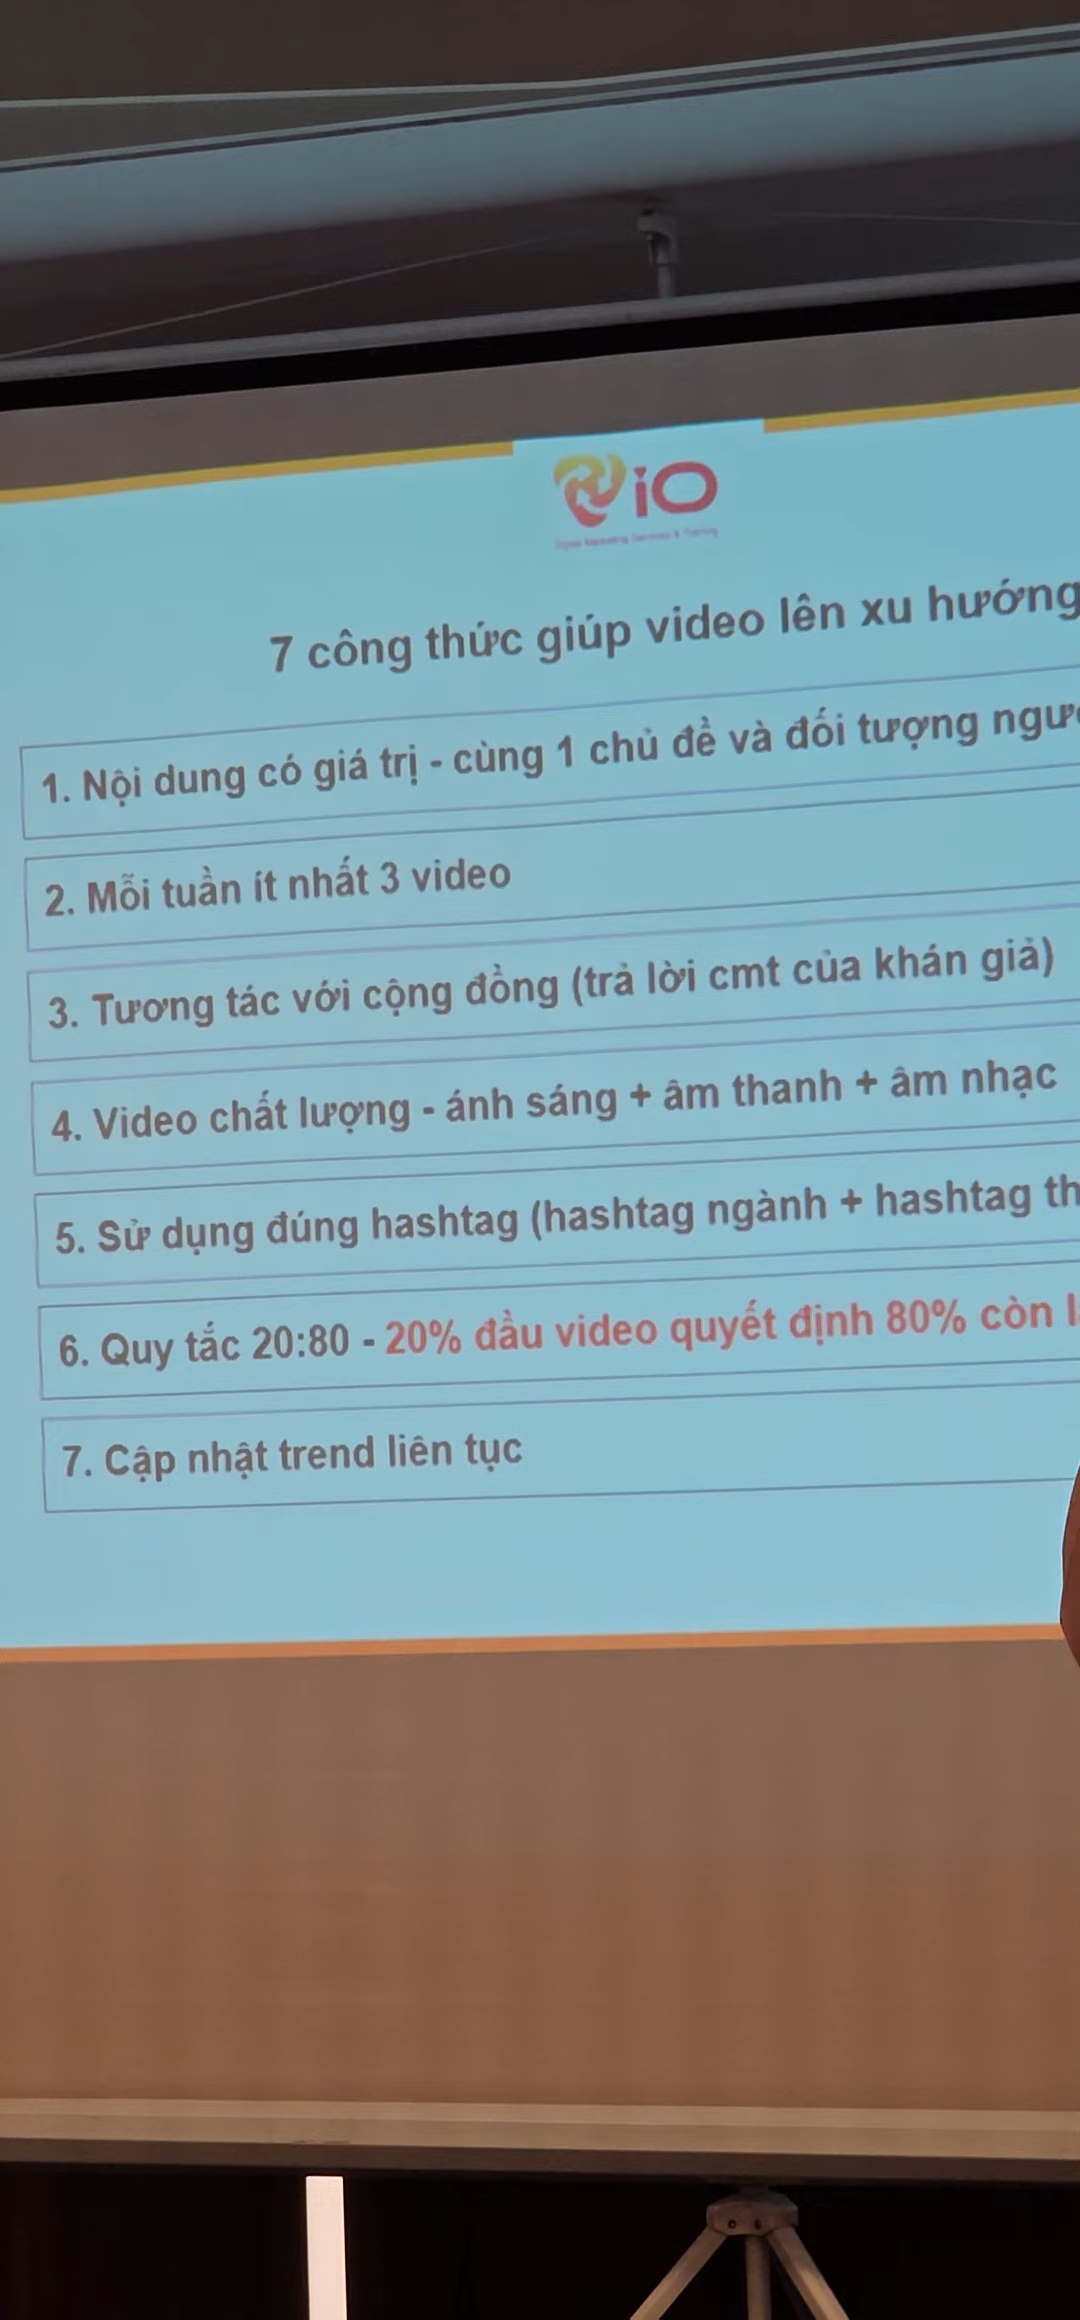 iO
Digital Marketing Services & Training
7 công thức giúp video lên xu hướng
1. Nội dung có giá trị - cùng 1 chủ đề và đối tượng
2. Mỗi tuần ít nhất 3 video
3. Tương tác với cộng đồng (trả lời cmt của khán giả)
4. Video chất lượng - ánh sáng + âm thanh + âm nhạc
5. Sử dụng đúng hashtag (hashtag ngành + hashtag
6. Quy tắc 20:80 - 20% đầu video quyết định 80% còn
7. Cập nhật trend liên tục